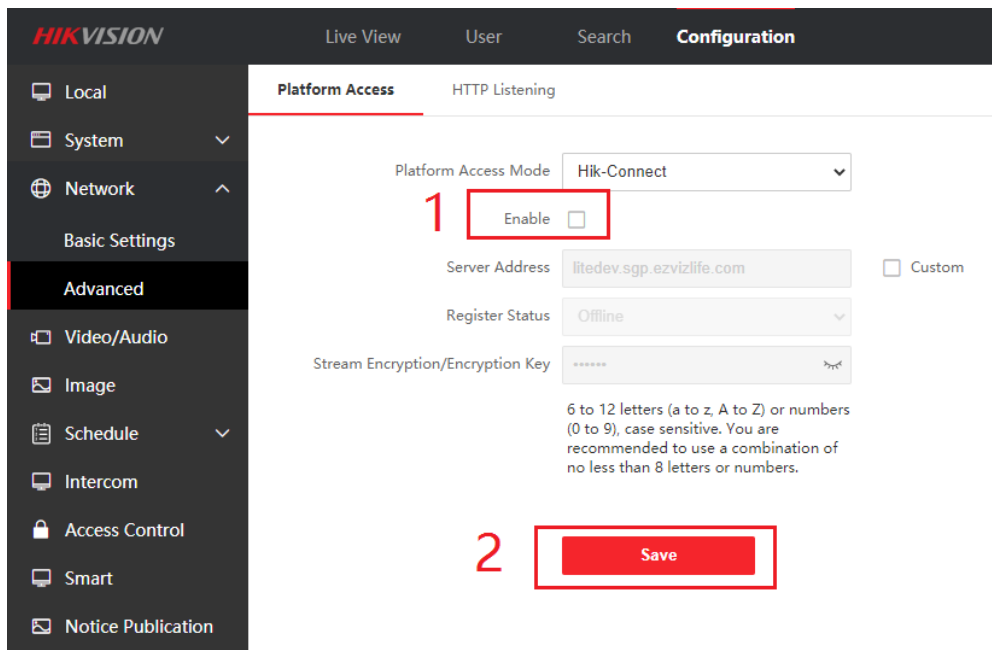 HIKVISION
Live View User Search Configuration
Local
System
Network
Basic Settings
Advanced
Video/Audio
Image
Schedule
Intercom
Access Control
Smart
Notice Publication
Platform Access HTTP Listening
Platform Access Mode Hik-Connect
1 Enable
Server Address litedev.sgp.ezvizlife.com Custom
Register Status Offline
Stream Encryption/Encryption Key ••••••
6 to 12 letters (a to z, A to Z) or numbers
(0 to 9), case sensitive. You are
recommended to use a combination of
no less than 8 letters or numbers.
2 Save